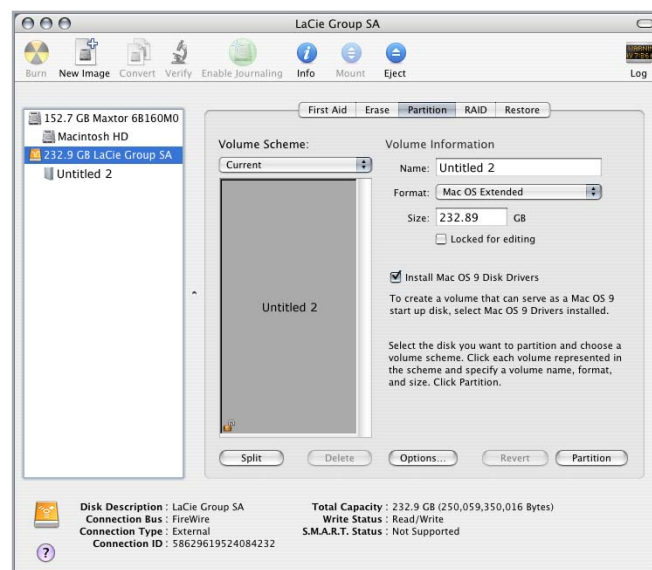 LaCie Group SA
Burn New Image Convert Verify Enable Journaling Info Mount Eject Log
152.7 GB Maxtor 6B160M0
Macintosh HD
232.9 GB LaCie Group SA
Untitled 2
First Aid Erase Partition RAID Restore
Volume Scheme:
Current
Untitled 2
Volume Information
Name: Untitled 2
Format: Mac OS Extended
Size: 232.89 GB
Locked for editing
Install Mac OS 9 Disk Drivers
To create a volume that can serve as a Mac OS 9
start up disk, select Mac OS 9 Drivers installed.
Select the disk you want to partition and choose a
volume scheme. Click each volume represented in
the scheme and specify a volume name, format,
and size. Click Partition.
Split Delete Options... Revert Partition
Disk Description : LaCie Group SA
Connection Bus : FireWire
Connection Type : External
Connection ID : 58629619524084232
Total Capacity : 232.9 GB (250,059,350,016 Bytes)
Write Status : Read/Write
S.M.A.R.T. Status : Not Supported
?